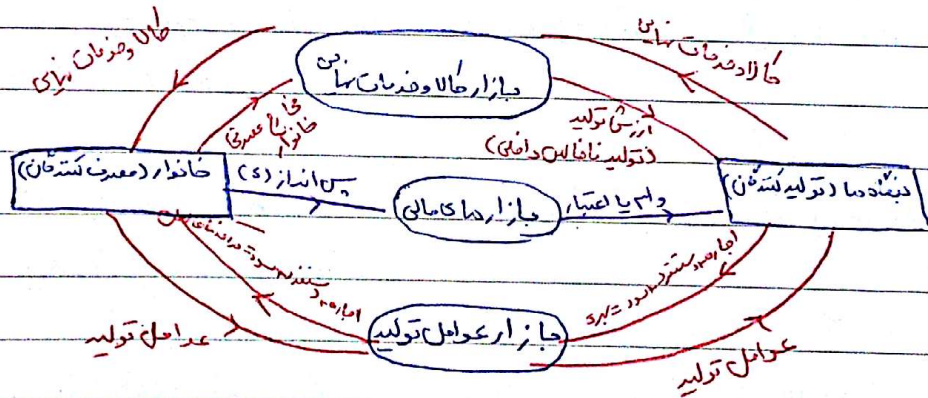 کالا و خدمات نهایی
کالا و خدمات نهایی
بازار کالا و خدمات نهایی
مخارج مصرفی
خانوار
ارزش تولید
(تولید ناخالص داخلی)
خانوار (مصرف کنندگان)
پس انداز (S)
بازارهای مالی
وام یا اعتبار
بنگاه ها (تولید کنندگان)
اجاره + دستمزد + سود =
اجاره + دستمزد + سود + بهره
بازار عوامل تولید
عوامل تولید
عوامل تولید